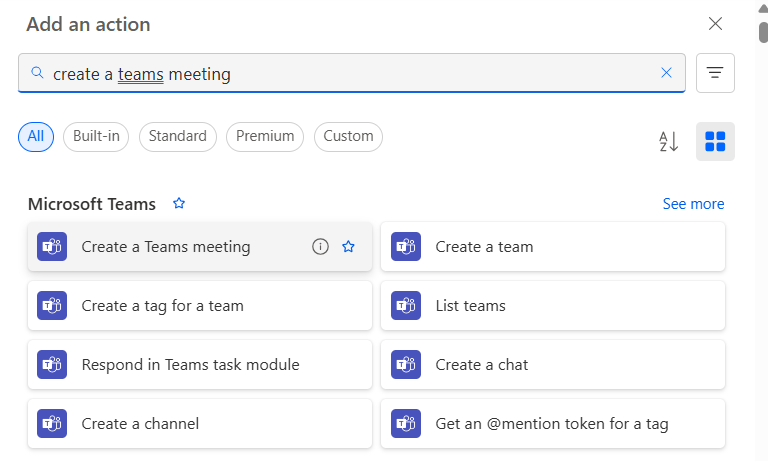 Add an action
create a teams meeting
All Built-in Standard Premium Custom A Z
Microsoft Teams See more
Create a Teams meeting Create a team
Create a tag for a team List teams
Respond in Teams task module Create a chat
Create a channel Get an @mention token for a tag